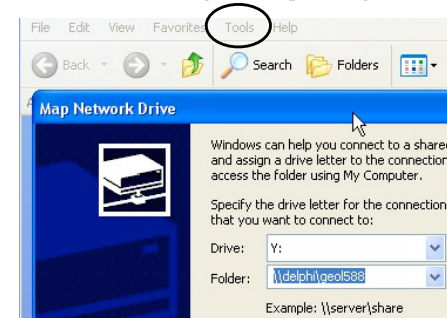 File Edit View Favorites Tools Help
Back Search Folders
Map Network Drive
Windows can help you connect to a shared
and assign a drive letter to the connection
access the folder using My Computer.
Specify the drive letter for the connection
that you want to connect to:
Drive: Y:
Folder: \\delphi\geol588
Example: \\server\share